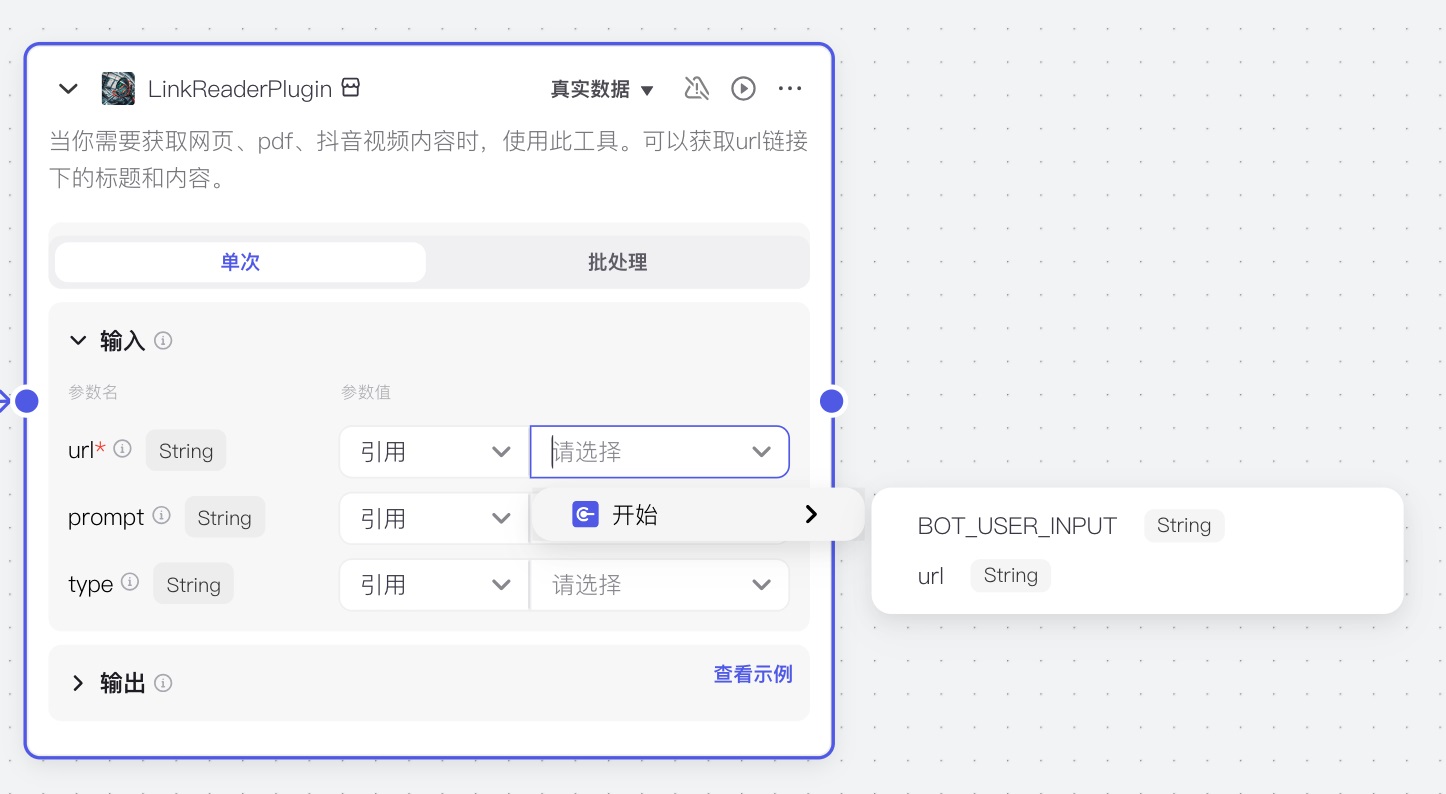 LinkReaderPlugin 真实数据
当你需要获取网页、pdf、抖音视频内容时，使用此工具。可以获取url链接
下的标题和内容。
单次 批处理
输入
参数名 参数值
url* String 引用 请选择
prompt String 引用
开始
BOT_USER_INPUT String
url String
type String 引用 请选择
输出 查看示例